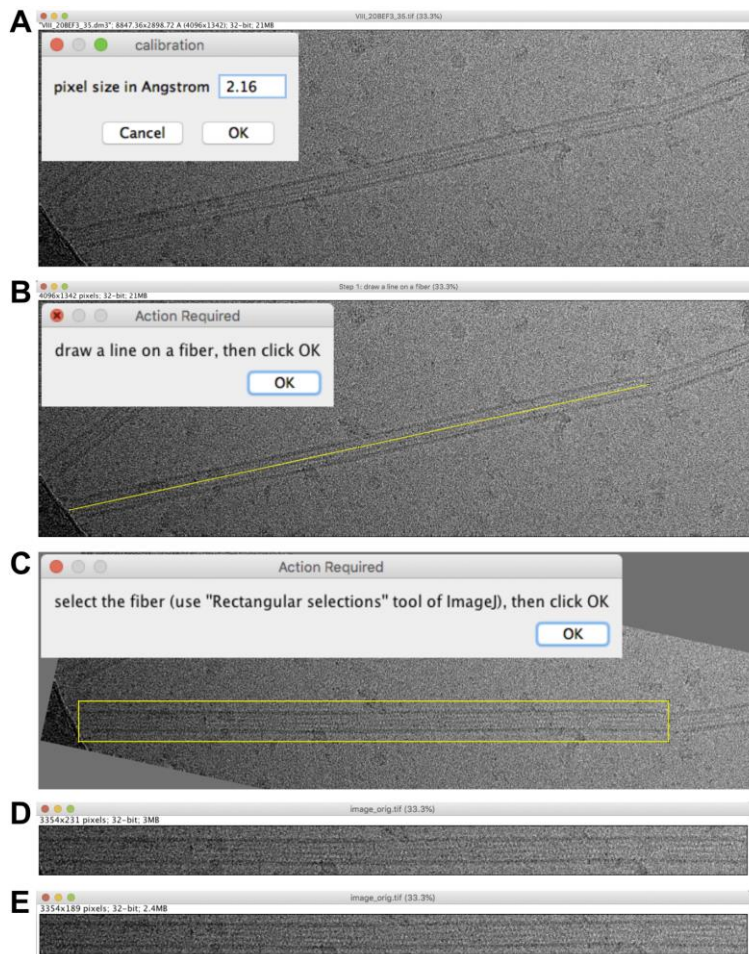 A
VIII_20BEF3_35.tif (33.3%)
"VIII_20BEF3_35.dm3"; 8847.36x2898.72 A (4096x1342); 32-bit; 21MB
calibration
pixel size in Angstrom 2.16
Cancel OK
B
Step 1: draw a line on a fiber (33.3%)
4096x1342 pixels; 32-bit; 21MB
Action Required
draw a line on a fiber, then click OK
OK
C
Action Required
select the fiber (use "Rectangular selections" tool of ImageJ), then click OK
OK
D
image_orig.tif (33.3%)
3354x231 pixels; 32-bit; 3MB
E
image_orig.tif (33.3%)
3354x189 pixels; 32-bit; 2.4MB